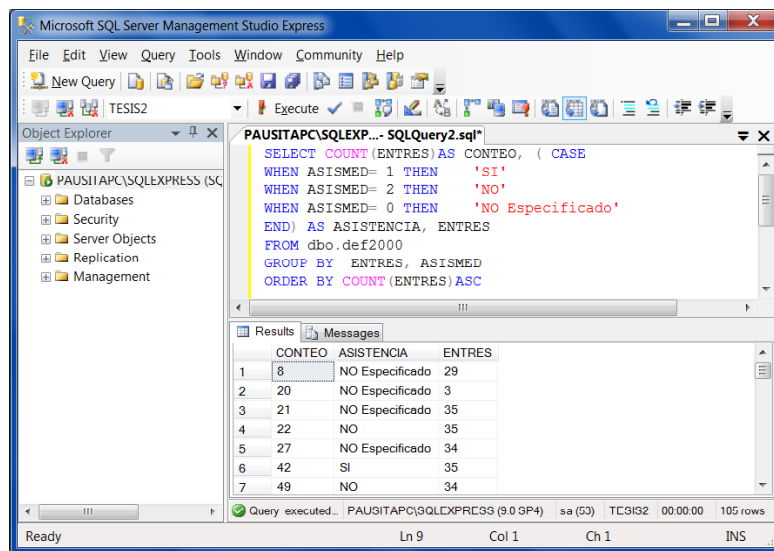 Microsoft SQL Server Management Studio Express
File Edit View Query Tools Window Community Help
New Query
TESIS2 Execute
Object Explorer
PAUSITAPC\SQLEXPRESS (SQ
Databases
Security
Server Objects
Replication
Management
PAUSITAPC\SQLEXP...- SQLQuery2.sql*
SELECT COUNT(ENTRES)AS CONTEO, ( CASE
WHEN ASISMED= 1 THEN 'SI'
WHEN ASISMED= 2 THEN 'NO'
WHEN ASISMED= 0 THEN 'NO Especificado'
END) AS ASISTENCIA, ENTRES
FROM dbo.def2000
GROUP BY ENTRES, ASISMED
ORDER BY COUNT(ENTRES)ASC
Results Messages
CONTEO ASISTENCIA ENTRES
1 8 NO Especificado 29
2 20 NO Especificado 3
3 21 NO Especificado 35
4 22 NO 35
5 27 NO Especificado 34
6 42 SI 35
7 49 NO 34
Query executed... PAUSITAPC\SQLEXPRESS (9.0 SP4) sa (53) TESIS2 00:00:00 105 rows
Ready Ln 9 Col 1 Ch 1 INS